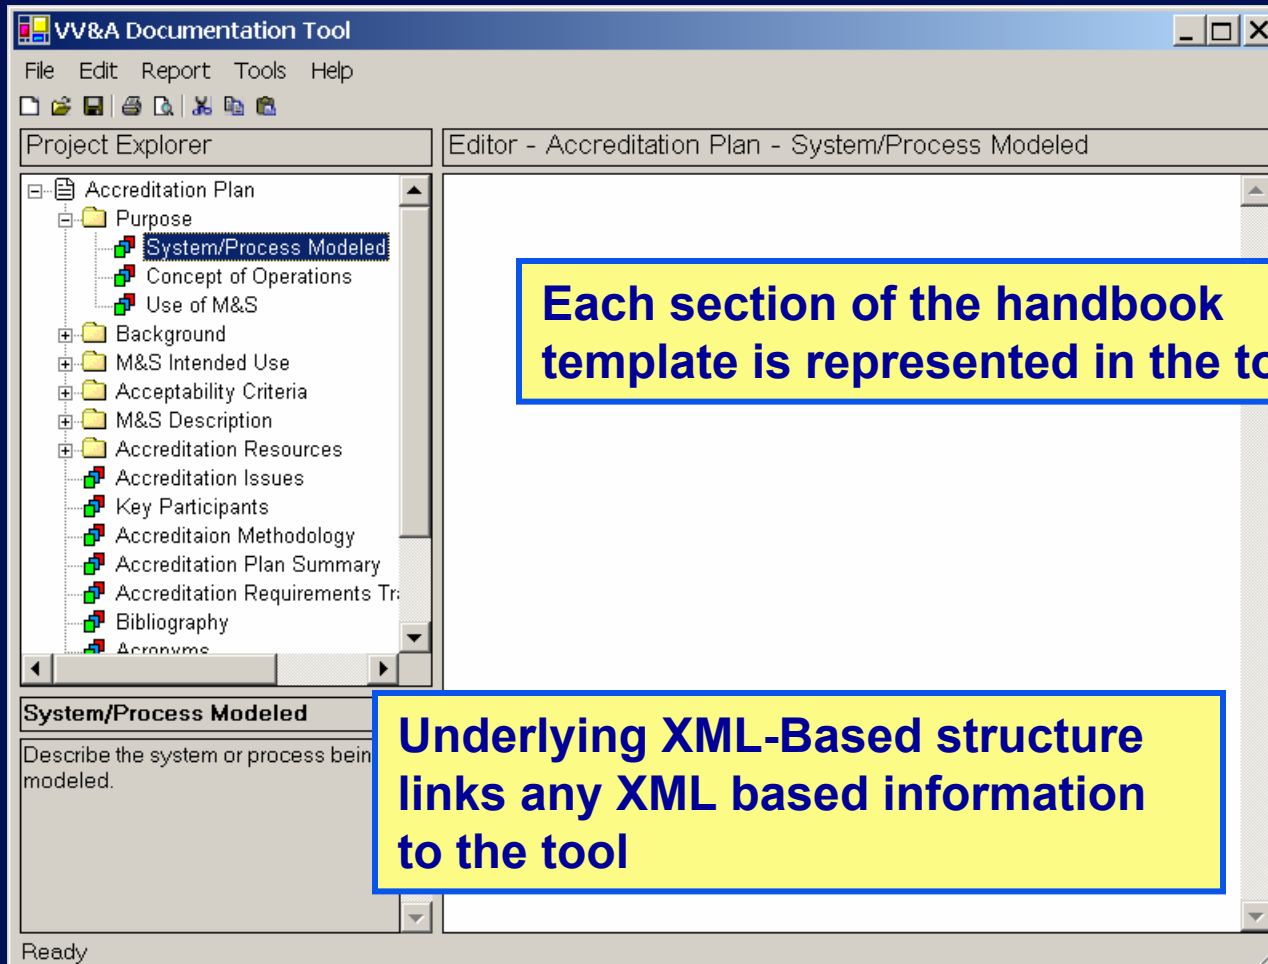 VV&A Documentation Tool
File Edit Report Tools Help
Project Explorer
Editor - Accreditation Plan - System/Process Modeled
Accreditation Plan
Purpose
System/Process Modeled
Concept of Operations
Use of M&S
Background
M&S Intended Use
Acceptability Criteria
M&S Description
Accreditation Resources
Accreditation Issues
Key Participants
Accreditaion Methodology
Accreditation Plan Summary
Accreditation Requirements
Bibliography
Acronyms
Each section of the handbook
template is represented in the
System/Process Modeled
Describe the system or process
modeled.
Underlying XML-Based structure
links any XML based information
to the tool
Ready